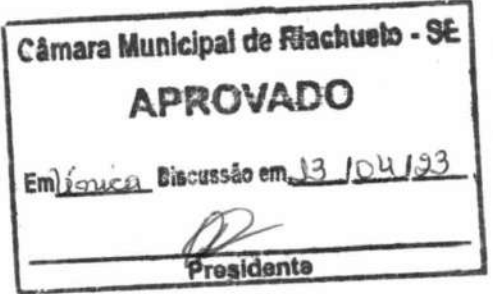 Câmara Municipal de Riachuelo - SE
APROVADO
Em única Discussão em 13 / 04 / 23
Presidente